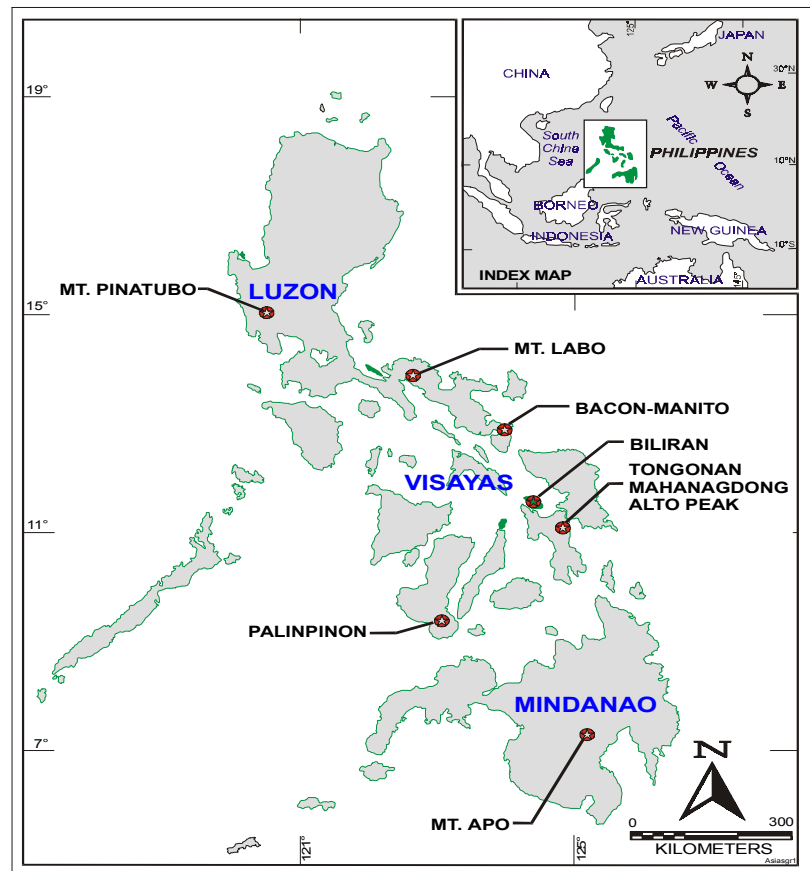 125°
JAPAN
CHINA
N
30°N
W E
S
South
China
Sea
Pacific
Ocean
PHILIPPINES
10°N
BORNEO
INDONESIA
NEW GUINEA
10°S
INDEX MAP
AUSTRALIA
145°
19°
MT. PINATUBO
LUZON
15°
MT. LABO
BACON-MANITO
BILIRAN
VISAYAS
TONGONAN
MAHANAGDONG
ALTO PEAK
11°
PALINPINON
MINDANAO
7°
N
MT. APO
0 300
KILOMETERS
121°
125°
Asiasgr1